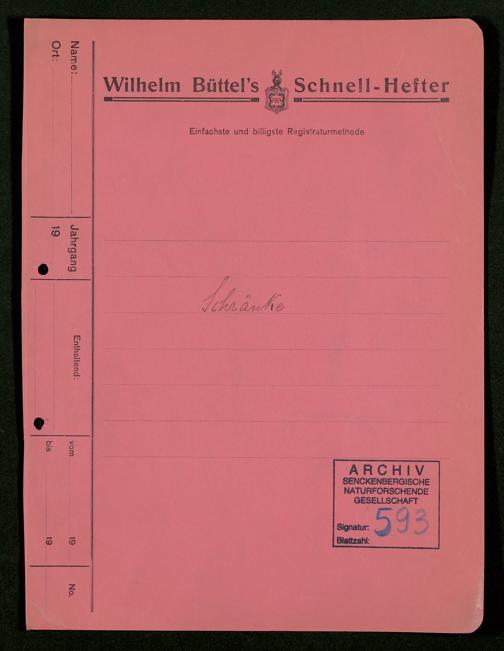 Wilhelm Büttel's Schnell-Hefter
Einfachste und billigste Registraturmethode
Schränke
ARCHIV
SENCKENBERGISCHE
NATURFORSCHENDE
GESELLSCHAFT
Signatur: 593
Blattzahl:
Name:
Ort:
Jahrgang
19
Enthaltend:
vom 19
bis 19
No.